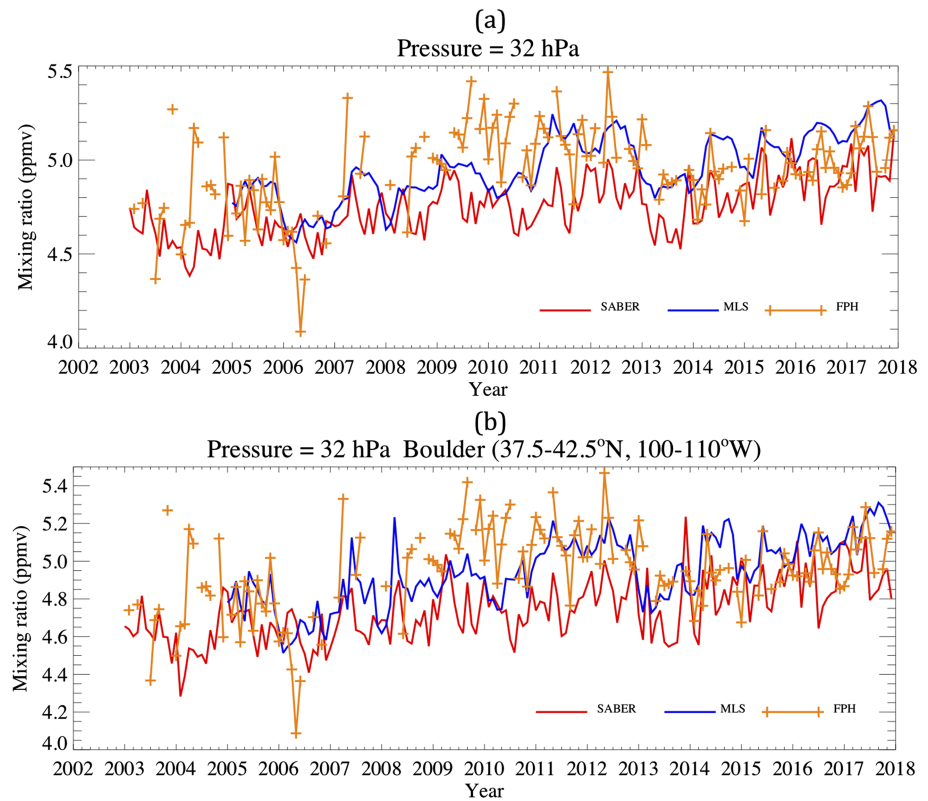 (a)
Pressure = 32 hPa
5.5
5.0
4.5
4.0
Mixing ratio (ppmv)
SABER MLS FPH
2002 2003 2004 2005 2006 2007 2008 2009 2010 2011 2012 2013 2014 2015 2016 2017 2018
Year
(b)
Pressure = 32 hPa Boulder (37.5-42.5°N, 100-110°W)
5.4
5.2
5.0
4.8
4.6
4.4
4.2
4.0
Mixing ratio (ppmv)
SABER MLS FPH
2002 2003 2004 2005 2006 2007 2008 2009 2010 2011 2012 2013 2014 2015 2016 2017 2018
Year